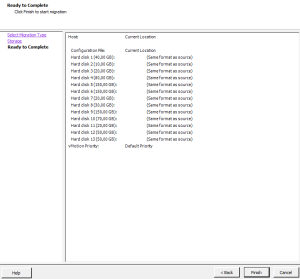 Ready to Complete
Click Finish to start migration
Select Migration Type
Storage
Ready to Complete
Host: Current Location
Configuration File: Current Location
Hard disk 1 (40,00 GB): (Same format as source)
Hard disk 2 (10,00 GB): (Same format as source)
Hard disk 3 (50,00 GB): (Same format as source)
Hard disk 4 (80,00 GB): (Same format as source)
Hard disk 5 (150,00 GB): (Same format as source)
Hard disk 6 (150,00 GB): (Same format as source)
Hard disk 7 (20,00 GB): (Same format as source)
Hard disk 8 (20,00 GB): (Same format as source)
Hard disk 9 (150,00 GB): (Same format as source)
Hard disk 10 (70,00 GB): (Same format as source)
Hard disk 11 (20,00 GB): (Same format as source)
Hard disk 12 (50,00 GB): (Same format as source)
Hard disk 13 (50,00 GB): (Same format as source)
vMotion Priority: Default Priority
Help
< Back
Finish
Cancel